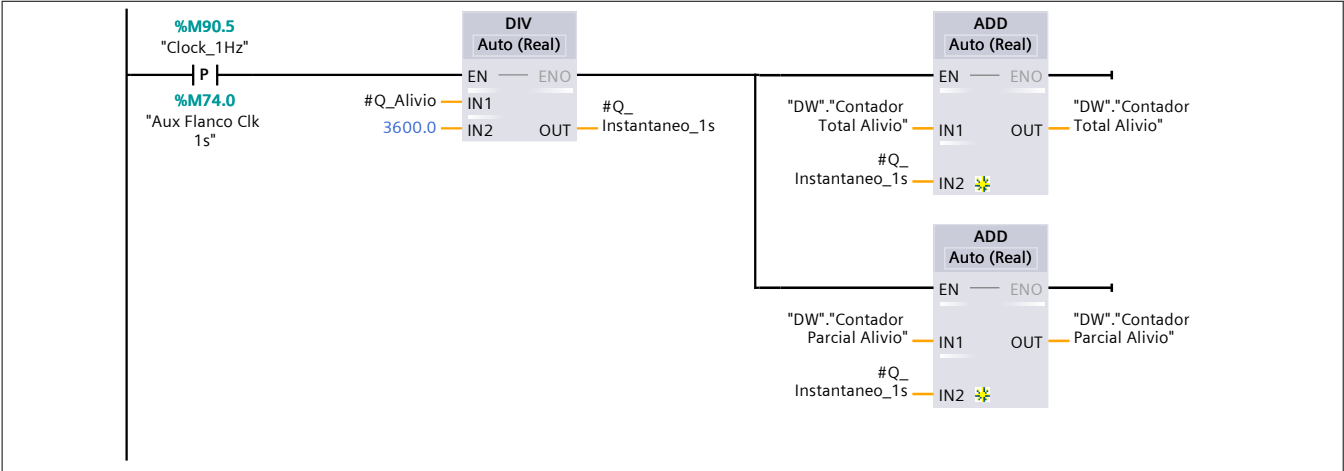 %M90.5
"Clock_1Hz"
P
%M74.0
"Aux Flanco Clk
1s"
DIV
Auto (Real)
EN
ENO
#Q_Alivio
IN1
3600.0
IN2
OUT
#Q_
Instantaneo_1s
ADD
Auto (Real)
EN
ENO
"DW"."Contador
Total Alivio"
IN1
OUT
"DW"."Contador
Total Alivio"
#Q_
Instantaneo_1s
IN2
ADD
Auto (Real)
EN
ENO
"DW"."Contador
Parcial Alivio"
IN1
OUT
"DW"."Contador
Parcial Alivio"
#Q_
Instantaneo_1s
IN2